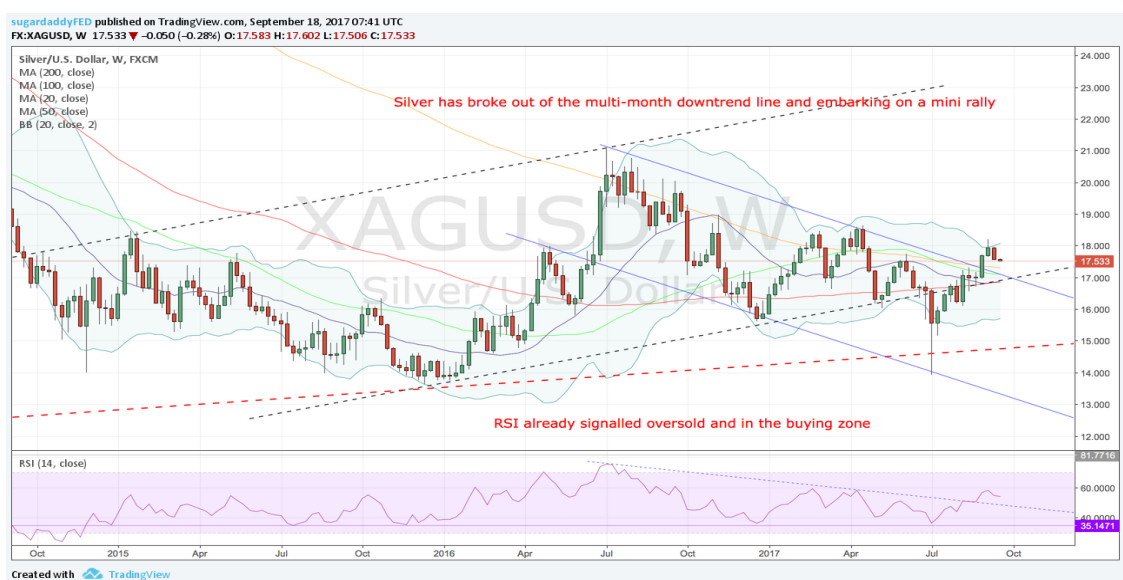 sugardaddyFED published on TradingView.com, September 18, 2017 07:41 UTC
FX:XAGUSD, W 17.533 ▼ −0.050 (−0.28%) O:17.583 H:17.602 L:17.506 C:17.533
Silver/U.S. Dollar, W, FXCM
MA (200, close)
MA (100, close)
MA (20, close)
MA (50, close)
BB (20, close, 2)
Silver has broke out of the multi-month downtrend line and embarking on a mini rally
XAGUSD, W
Silver/U.S. Dollar
24.000
23.000
22.000
21.000
20.000
19.000
18.000
17.533
17.000
16.000
15.000
14.000
13.000
12.000
RSI already signalled oversold and in the buying zone
RSI (14, close)
81.7716
60.0000
40.0000
35.1471
Oct 2015 Apr Jul Oct 2016 Apr Jul Oct 2017 Apr Jul Oct
Created with TradingView